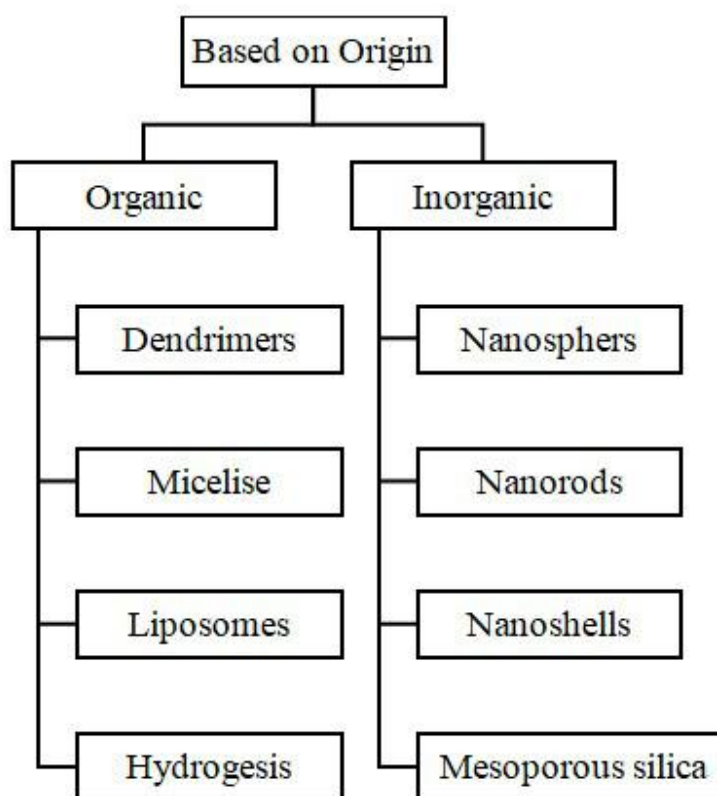 Based on Origin
Organic
Inorganic
Dendrimers
Nanosphers
Micelise
Nanorods
Liposomes
Nanoshells
Hydrogesis
Mesoporous silica